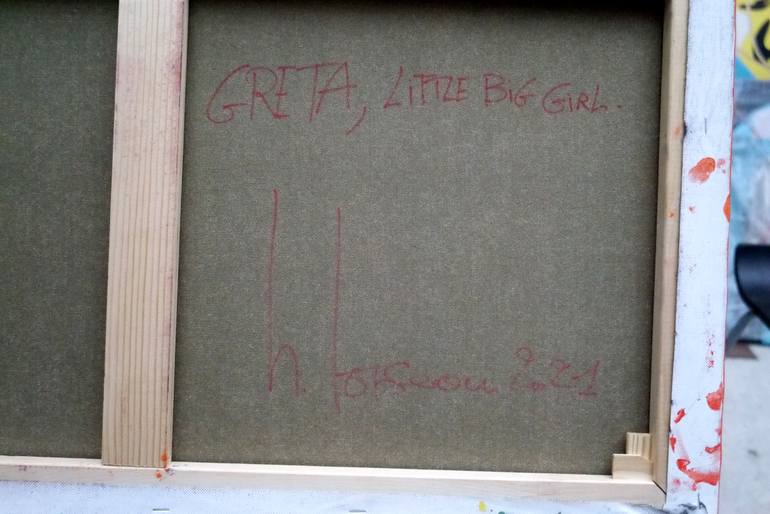 GRETA, LITTLE BIG GIRL.
h. 2021